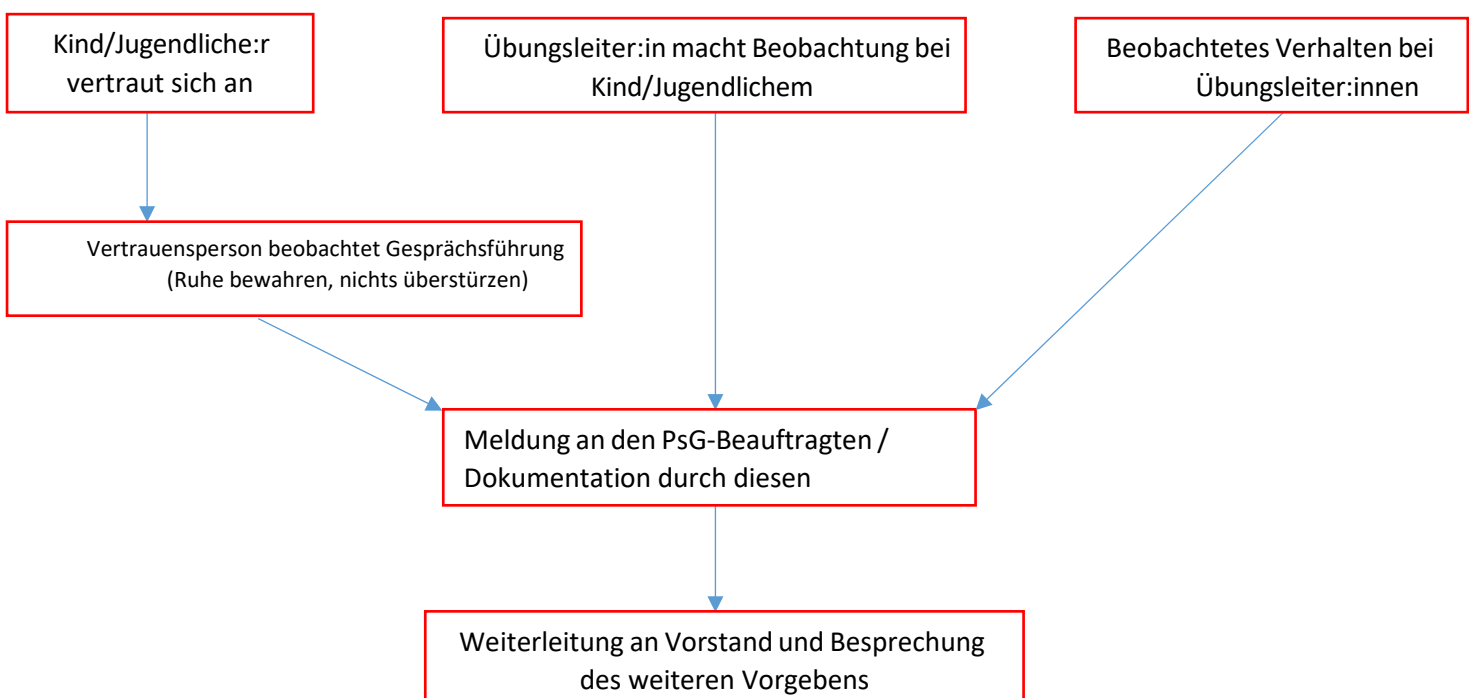 Kind/Jugendliche:r
vertraut sich an
Übungsleiter:in macht Beobachtung bei
Kind/Jugendlichem
Beobachtetes Verhalten bei
Übungsleiter:innen
Vertrauensperson beobachtet Gesprächsführung
(Ruhe bewahren, nichts überstürzen)
Meldung an den PsG-Beauftragten /
Dokumentation durch diesen
Weiterleitung an Vorstand und Besprechung
des weiteren Vorgebens